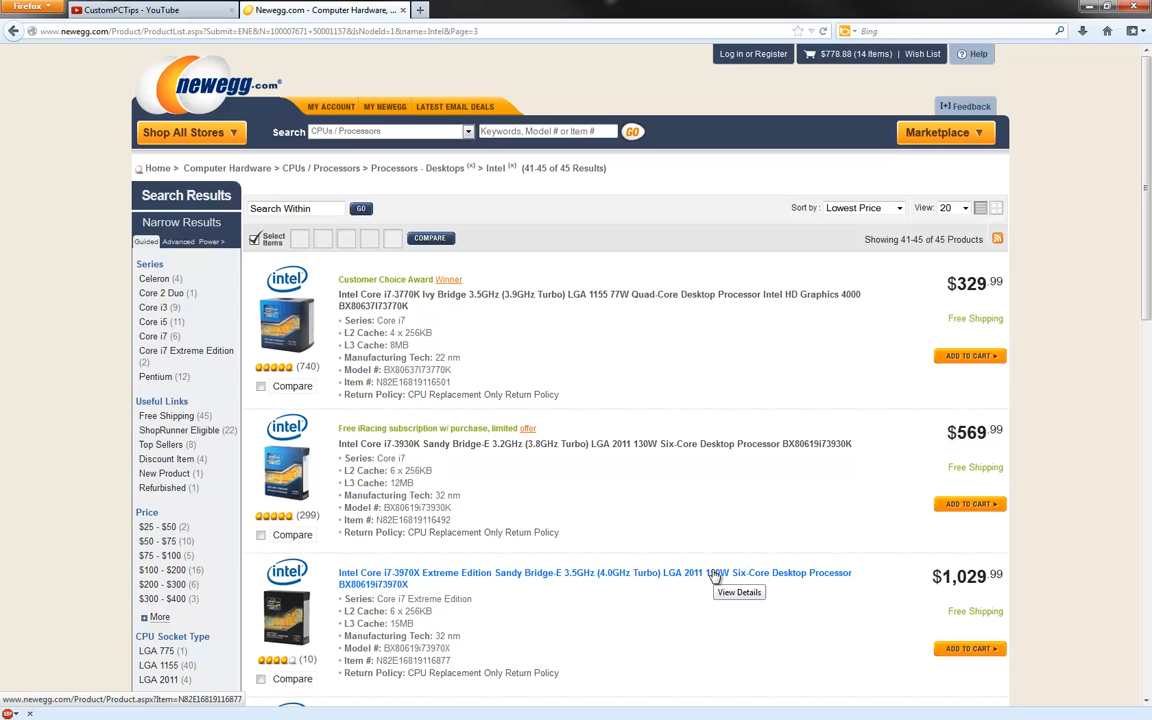 Firefox
CustomPCTips - YouTube
Newegg.com - Computer Hardware, ...
www.newegg.com/Product/ProductList.aspx?Submit=ENE&N=100007671+50001157&IsNodeId=1&name=Intel&Page=3
Bing
Log in or Register
$778.88 (14 Items) | Wish List
Help
newegg.com
MY ACCOUNT MY NEWEGG LATEST EMAIL DEALS
[+] Feedback
Shop All Stores ▼
Search CPUs / Processors
Keywords, Model # or Item #
GO
Marketplace ▼
Home > Computer Hardware > CPUs / Processors > Processors - Desktops (x) > Intel (x) (41-45 of 45 Results)
Search Results
Search Within
GO
Sort by: Lowest Price
View: 20
Narrow Results
Guided Advanced Power >
Select Items
COMPARE
Showing 41-45 of 45 Products
Series
Celeron (4)
Core 2 Duo (1)
Core i3 (9)
Core i5 (11)
Core i7 (6)
Core i7 Extreme Edition
(2)
Pentium (12)
Useful Links
Free Shipping (45)
ShopRunner Eligible (22)
Top Sellers (8)
Discount Item (4)
New Product (1)
Refurbished (1)
Price
$25 - $50 (2)
$50 - $75 (10)
$75 - $100 (5)
$100 - $200 (16)
$200 - $300 (6)
$300 - $400 (3)
More
CPU Socket Type
LGA 775 (1)
LGA 1155 (40)
LGA 2011 (4)
intel
Customer Choice Award Winner
Intel Core i7-3770K Ivy Bridge 3.5GHz (3.9GHz Turbo) LGA 1155 77W Quad-Core Desktop Processor Intel HD Graphics 4000
BX80637I73770K
• Series: Core i7
• L2 Cache: 4 x 256KB
• L3 Cache: 8MB
• Manufacturing Tech: 22 nm
• Model #: BX80637I73770K
• Item #: N82E16819116501
• Return Policy: CPU Replacement Only Return Policy
(740)
Compare
$329.99
Free Shipping
ADD TO CART ▸
intel
Free iRacing subscription w/ purchase, limited offer
Intel Core i7-3930K Sandy Bridge-E 3.2GHz (3.8GHz Turbo) LGA 2011 130W Six-Core Desktop Processor BX80619i73930K
• Series: Core i7
• L2 Cache: 6 x 256KB
• L3 Cache: 12MB
• Manufacturing Tech: 32 nm
• Model #: BX80619i73930K
• Item #: N82E16819116492
• Return Policy: CPU Replacement Only Return Policy
(299)
Compare
$569.99
Free Shipping
ADD TO CART ▸
intel
Intel Core i7-3970X Extreme Edition Sandy Bridge-E 3.5GHz (4.0GHz Turbo) LGA 2011 Six-Core Desktop Processor
BX80619i73970X
View Details
• Series: Core i7 Extreme Edition
• L2 Cache: 6 x 256KB
• L3 Cache: 15MB
• Manufacturing Tech: 32 nm
• Model #: BX80619i73970X
• Item #: N82E16819116877
• Return Policy: CPU Replacement Only Return Policy
(10)
Compare
$1,029.99
Free Shipping
ADD TO CART ▸
www.newegg.com/Product/Product.aspx?Item=N82E16819116877